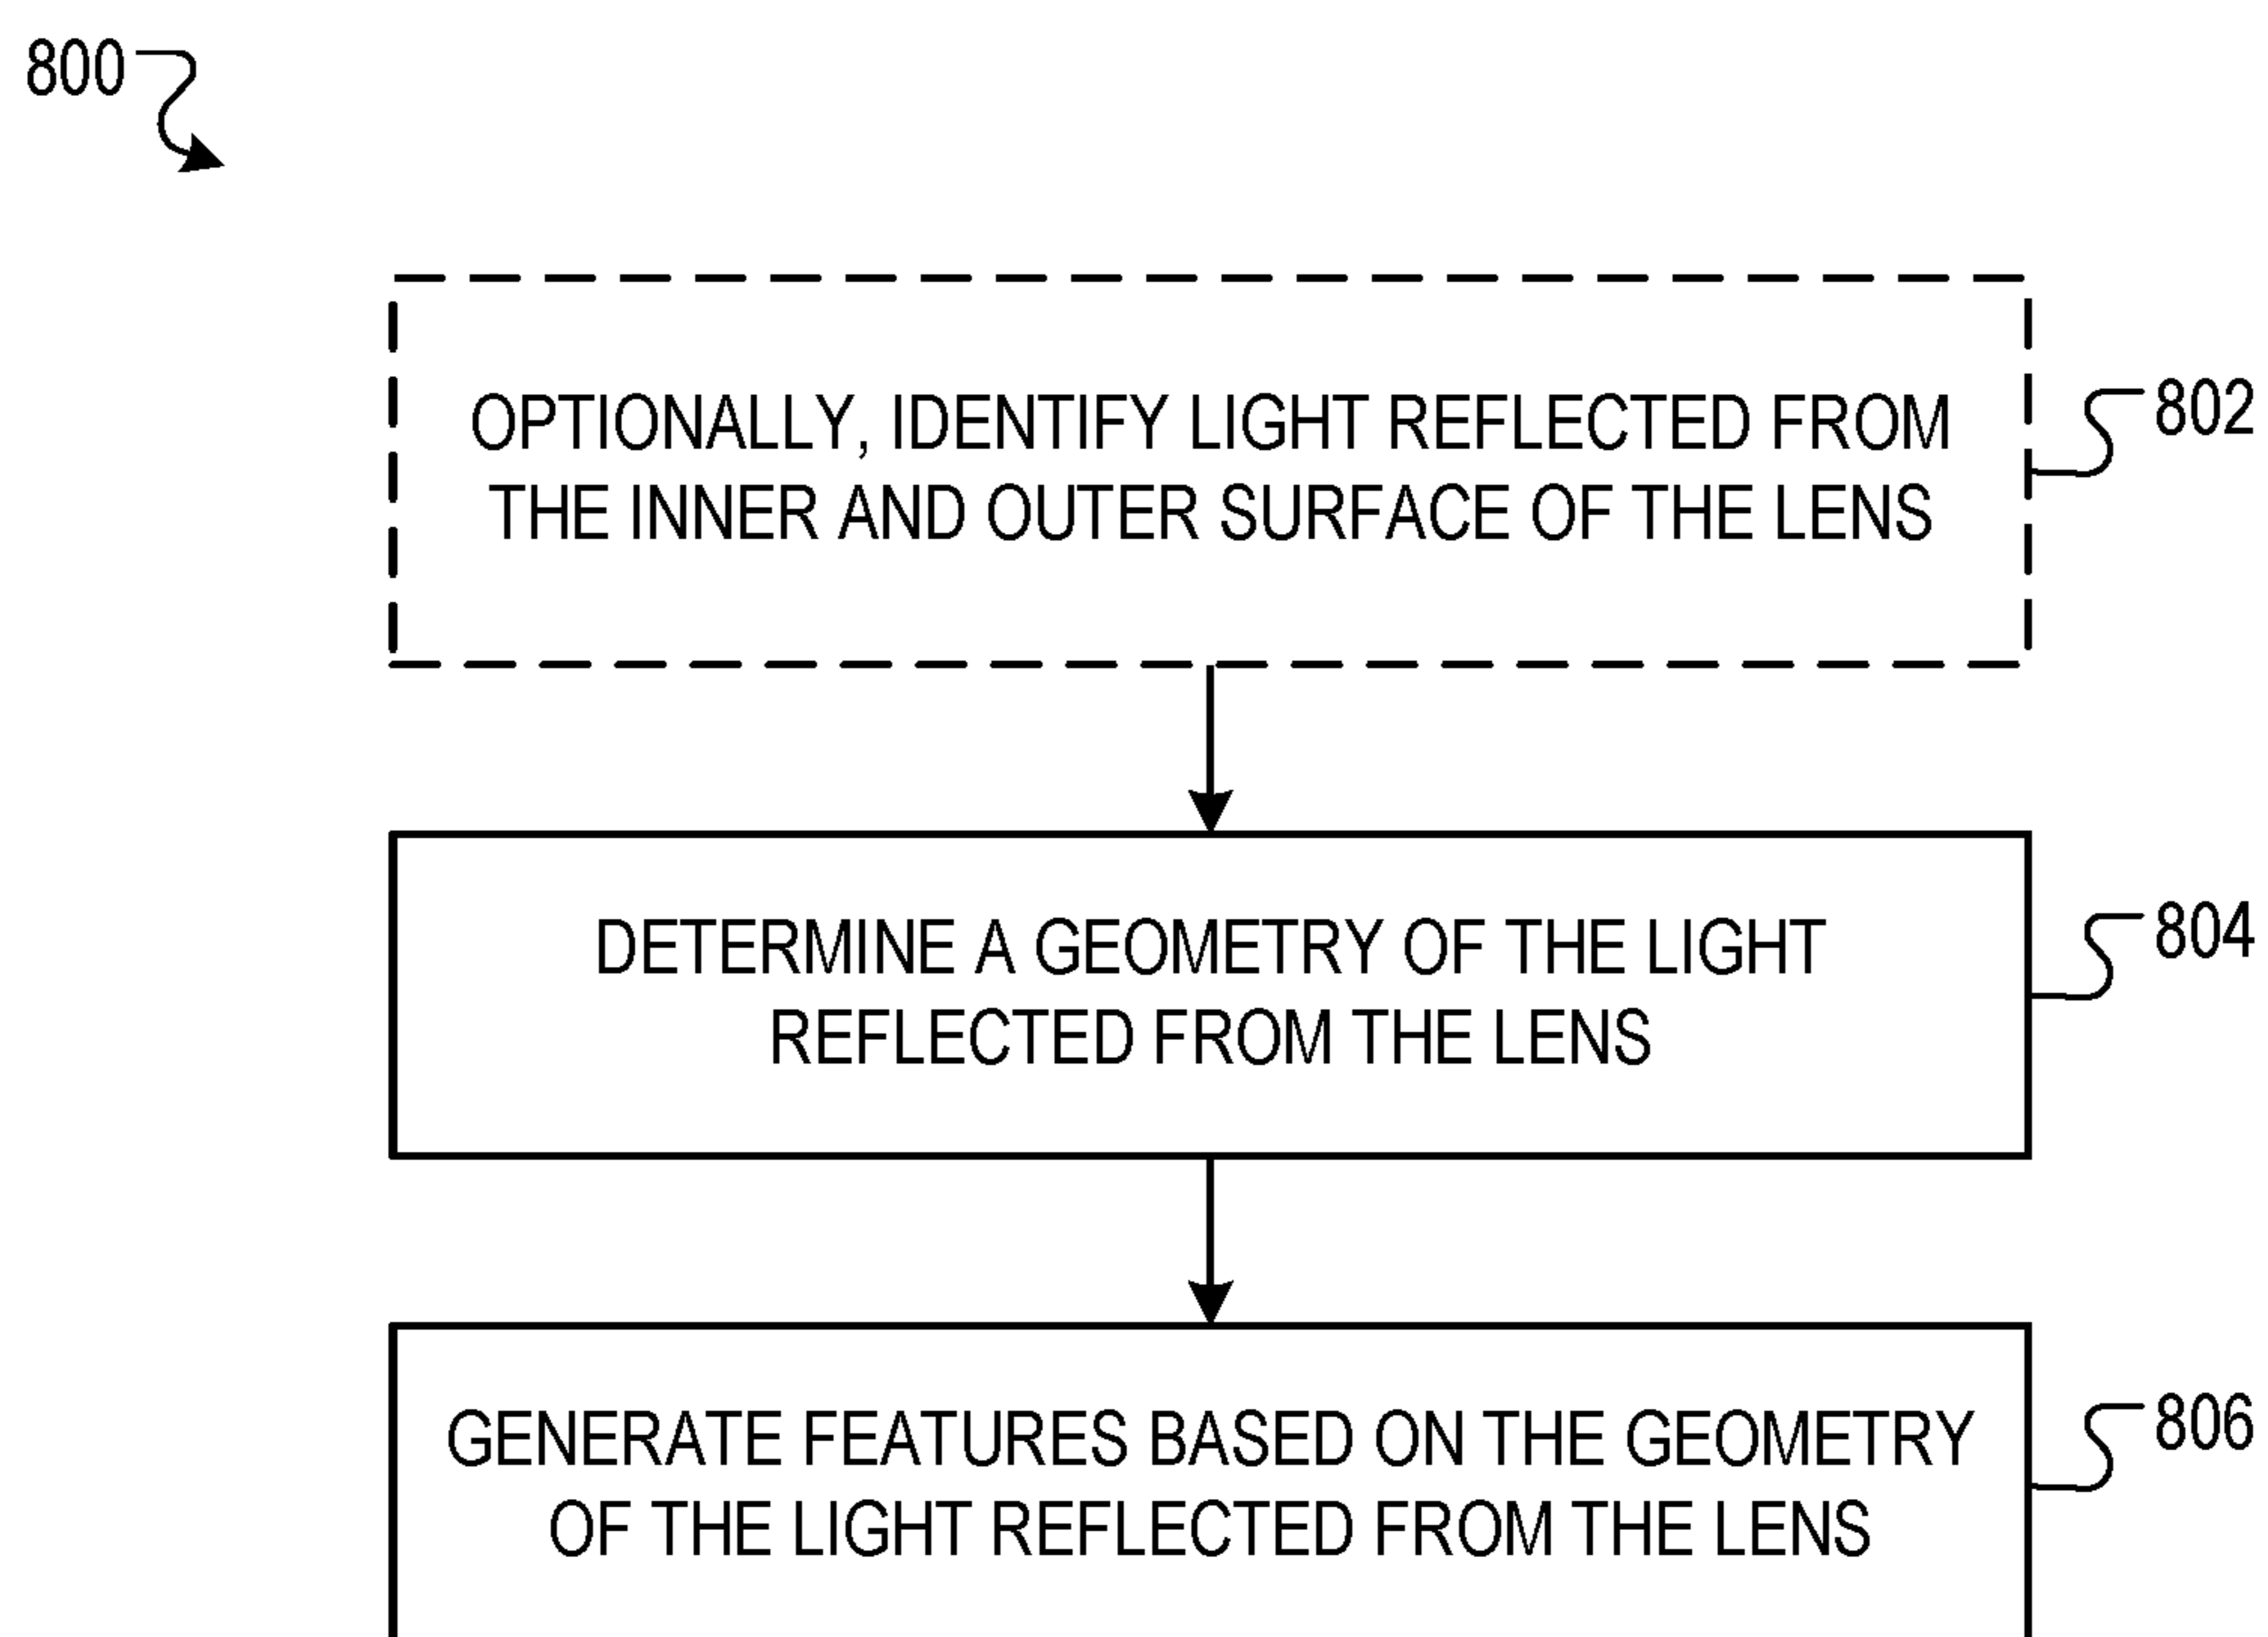 800
OPTIONALLY, IDENTIFY LIGHT REFLECTED FROM
THE INNER AND OUTER SURFACE OF THE LENS
802
DETERMINE A GEOMETRY OF THE LIGHT
REFLECTED FROM THE LENS
804
GENERATE FEATURES BASED ON THE GEOMETRY
OF THE LIGHT REFLECTED FROM THE LENS
806